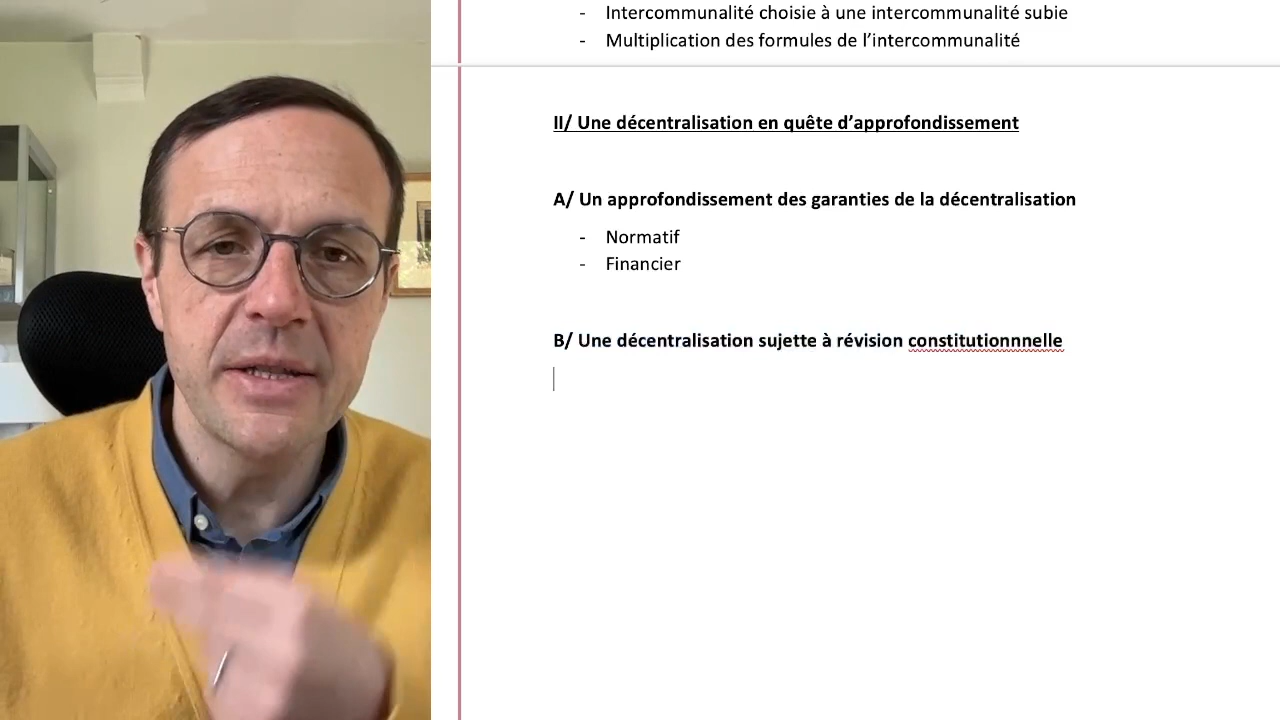 - Intercommunalité choisie à une intercommunalité subie
- Multiplication des formules de l’intercommunalité
II/ Une décentralisation en quête d’approfondissement
A/ Un approfondissement des garanties de la décentralisation
- Normatif
- Financier
B/ Une décentralisation sujette à révision constitutionnnelle